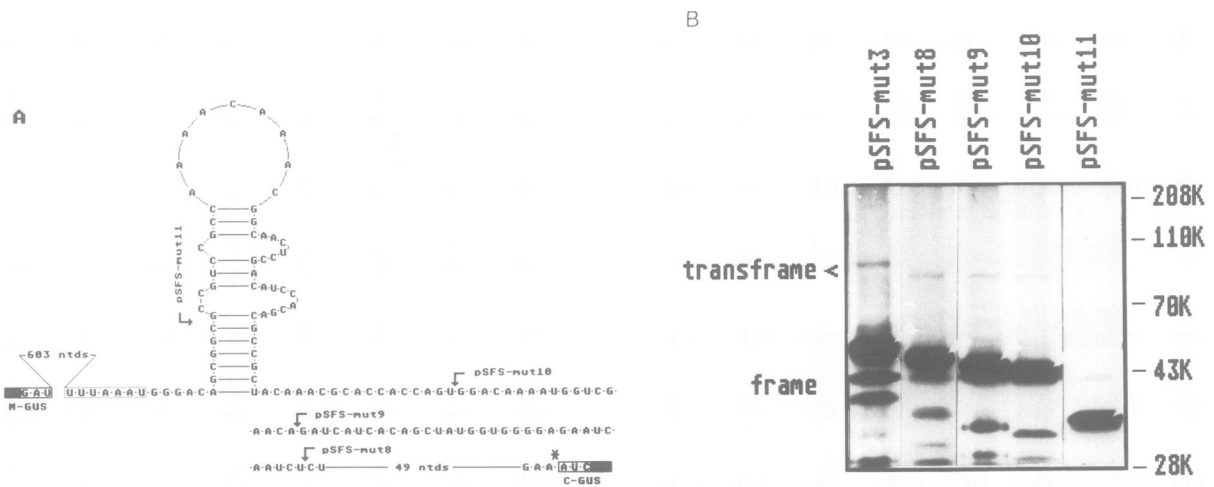 A
A A A A C A A A A C
pSFS-mut11
603 ntds
G-A-U U-U-U-A-A-A-U-G-G-G-A-C-A
U-A-C-A-A-A-C-G-C-A-C-C-A-C-C-A-G-U-G-G-A-C-A-A-A-A-U-G-G-U-C-G-
N-GUS
pSFS-mut10
pSFS-mut9
A-A-C-A-G-A-U-C-A-U-C-A-C-A-G-C-U-A-U-G-G-U-G-G-G-G-A-G-A-A-U-C-
pSFS-mut8
A-A-U-C-U-C-U 49 ntds G-A-A-A-U-C
*
C-GUS
B
pSFS-mut3
pSFS-mut8
pSFS-mut9
pSFS-mut10
pSFS-mut11
208K
110K
transframe <
70K
43K
frame
28K